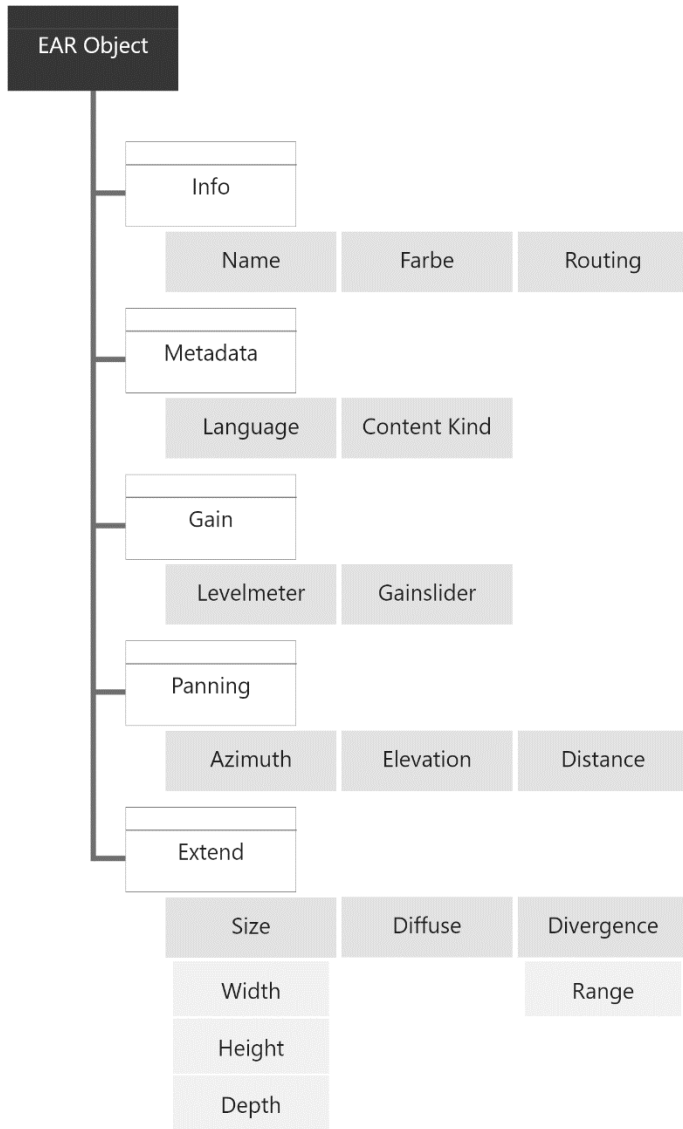 EAR Object
Info
Name Farbe Routing
Metadata
Language Content Kind
Gain
Levelmeter Gainslider
Panning
Azimuth Elevation Distance
Extend
Size Diffuse Divergence
Width Range
Height
Depth